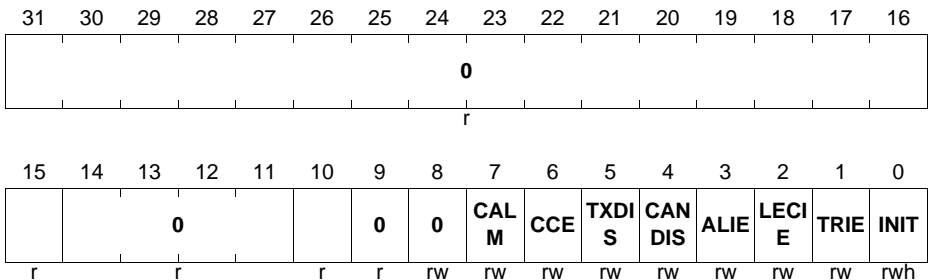 31 30 29 28 27 26 25 24 23 22 21 20 19 18 17 16
0
r
15 14 13 12 11 10 9 8 7 6 5 4 3 2 1 0
0 0 0 CAL M CCE TXDI S CAN DIS ALIE LECI E TRIE INIT
r r r r rw rw rw rw rw rw rw rw rwh